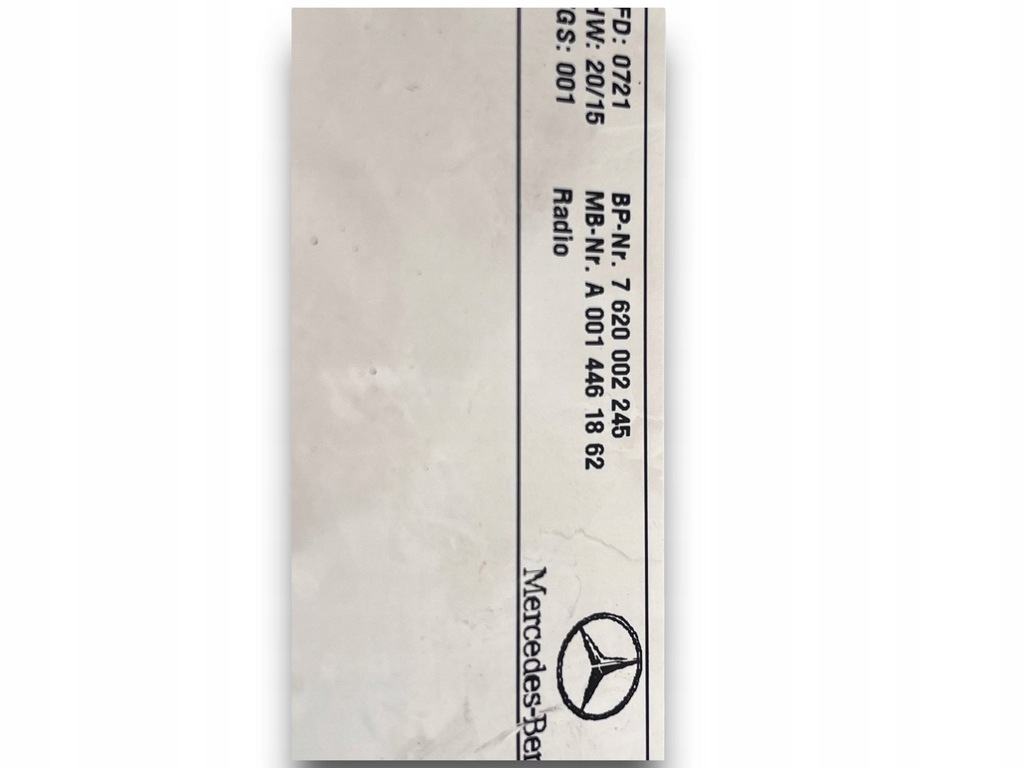 FD: 0721 BP-Nr. 7 620 002 245
HW: 20/15 MB-Nr. A 001 446 18 62
GS: 001 Radio
Mercedes-Ben